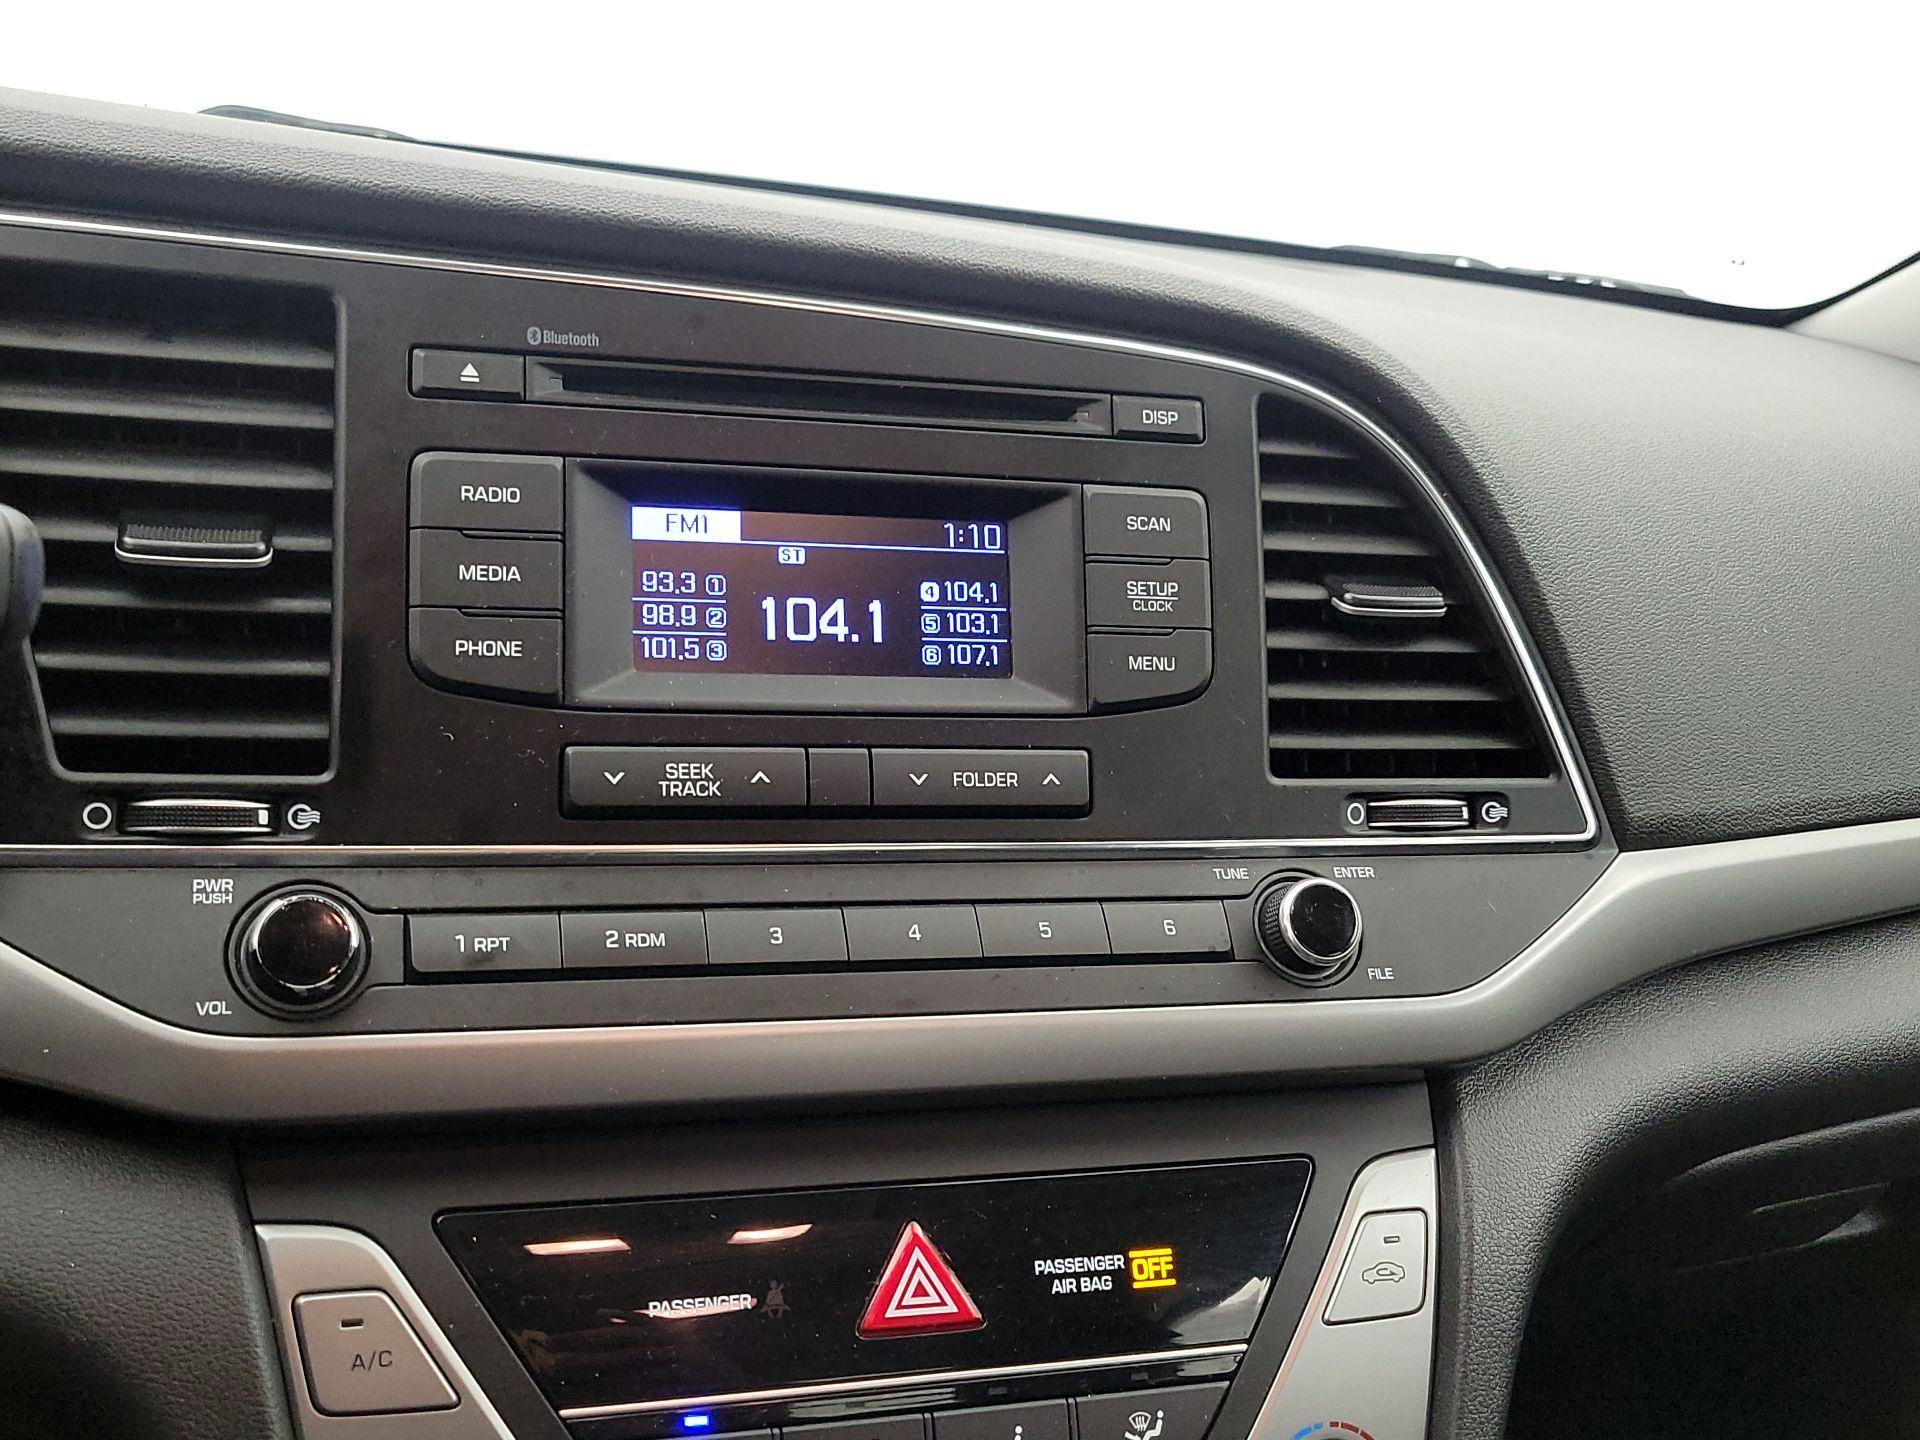 Bluetooth
DISP
RADIO
MEDIA
PHONE
FM1
1:10
ST
93.3 1
98.9 2
101.5 3
104.1
4 104.1
5 103.1
6 107.1
SCAN
SETUP
CLOCK
MENU
SEEK
TRACK
FOLDER
PWR
PUSH
VOL
1 RPT
2 RDM
3
4
5
6
TUNE
ENTER
FILE
PASSENGER
PASSENGER
AIR BAG
OFF
A/C